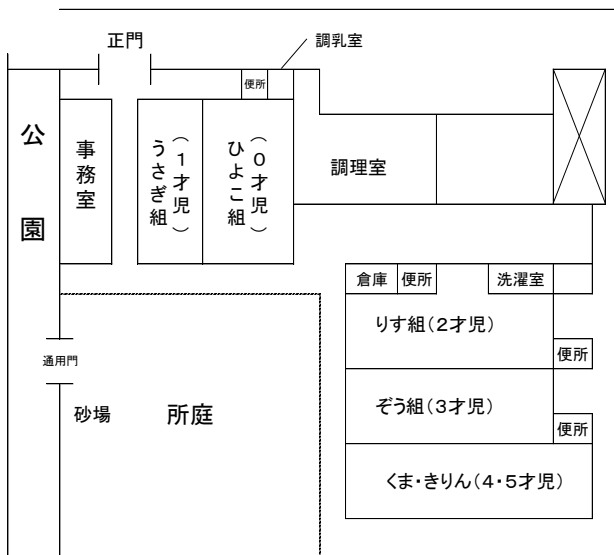 正門
調乳室
便所
公園
事務室
うさぎ組
(1才児)
ひよこ組
(0才児)
調理室
倉庫
便所
洗濯室
りす組(2才児)
便所
通用門
ぞう組(3才児)
砂場
所庭
便所
くま・きりん(4・5才児)